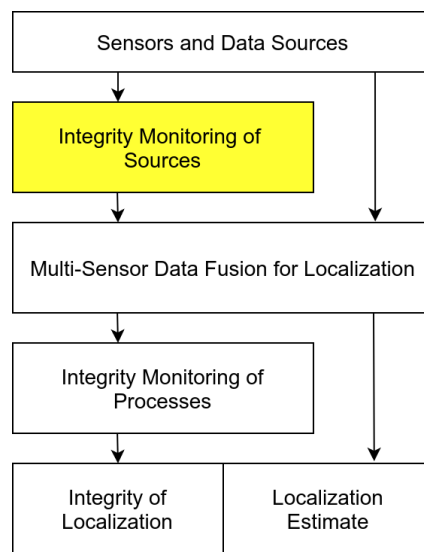 Sensors and Data Sources
Integrity Monitoring of
Sources
Multi-Sensor Data Fusion for Localization
Integrity Monitoring of
Processes
Integrity of
Localization
Localization
Estimate